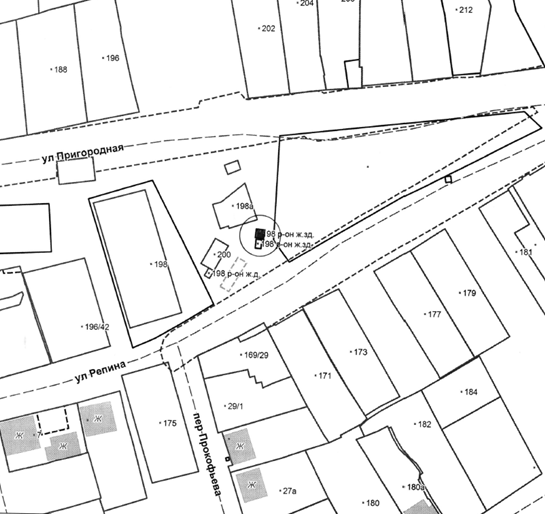 204
212
202
196
188
ул Пригородная
198а
198 р-он ж.зд.
198 р-он ж.зд.
200
198
198 р-он ж.д.
181
179
177
196/42
169/29
173
171
ул Репина
184
29/1
175
182
пер Прокофьева
Ж
Ж
Ж
Ж
Ж
27а
180
180а